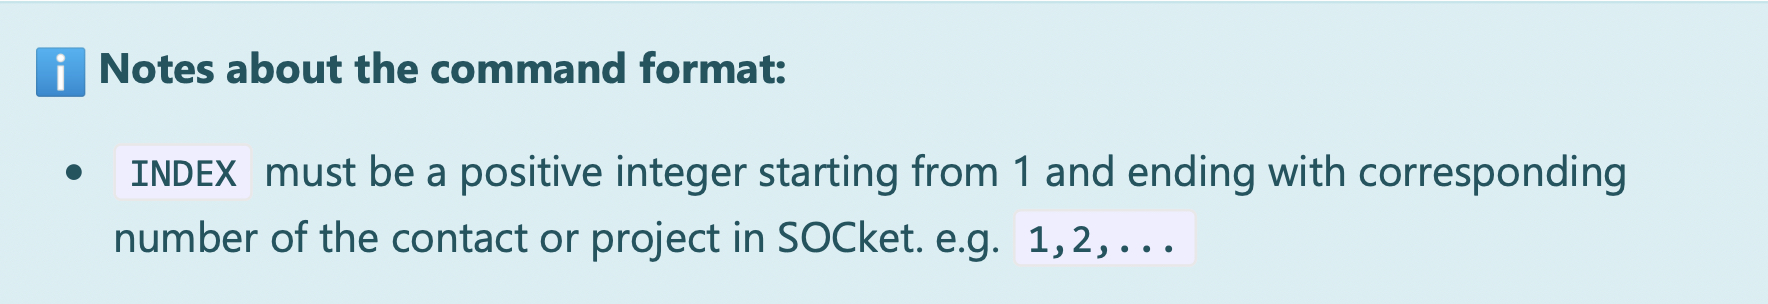 Notes about the command format:
INDEX must be a positive integer starting from 1 and ending with corresponding
number of the contact or project in SOCket. e.g. 1,2,...